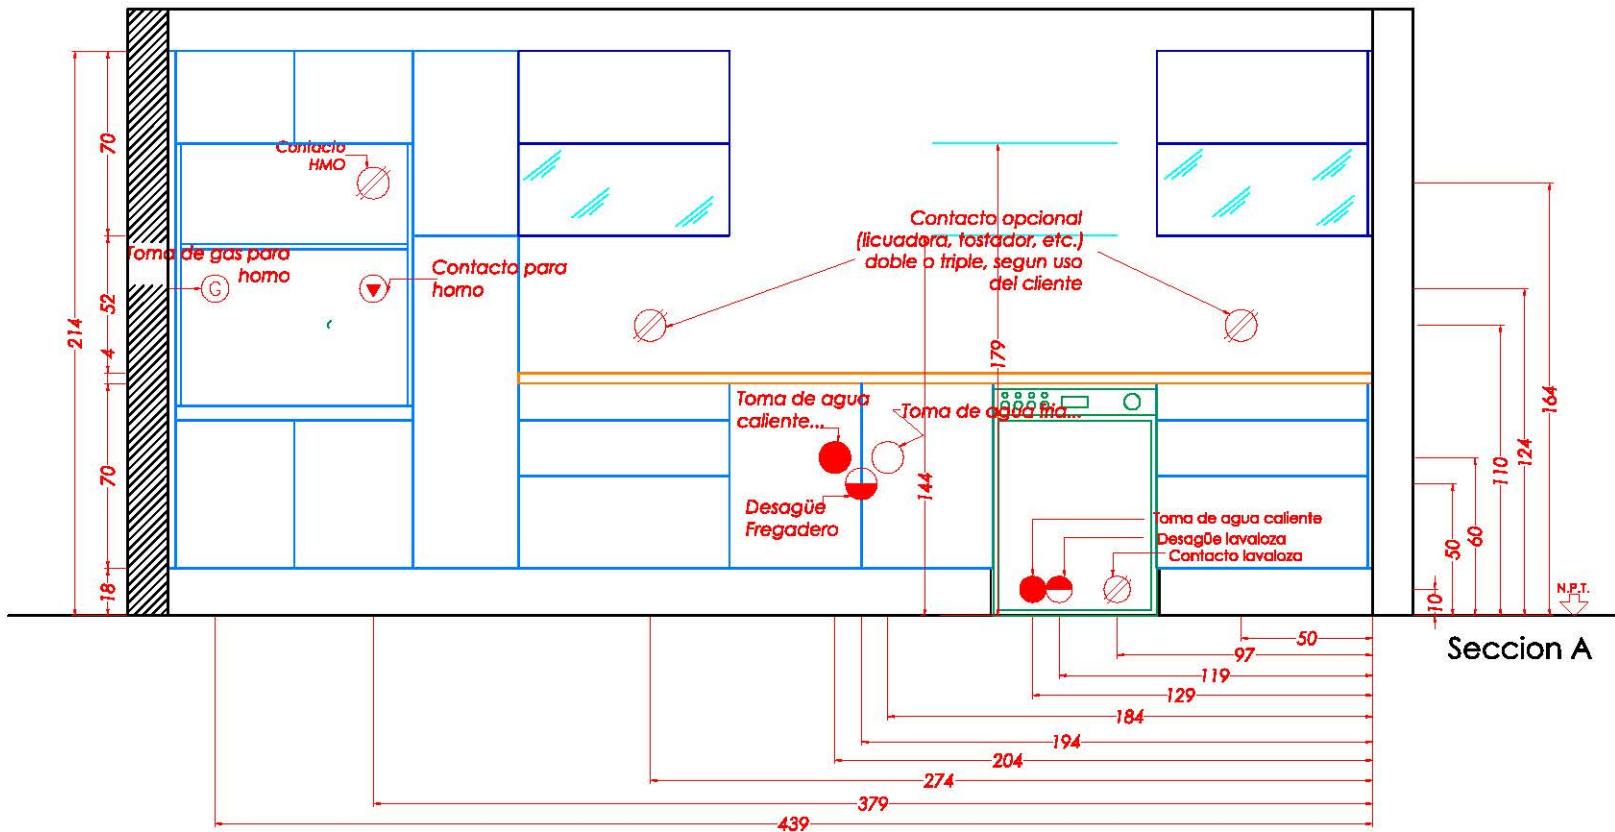 Contacto
HMO
Toma de gas para
horno
G
Contacto para
horno
Contacto opcional
(licuadora, tostador, etc.)
doble o triple, segun uso
del cliente
Toma de agua
caliente...
Toma de agua fria...
Desagüe
Fregadero
Toma de agua caliente
Desagüe lavaloza
Contacto lavaloza
214
70
52
4
70
18
179
144
164
124
110
60
50
10
N.P.T.
Seccion A
50
97
119
129
184
194
204
274
379
439